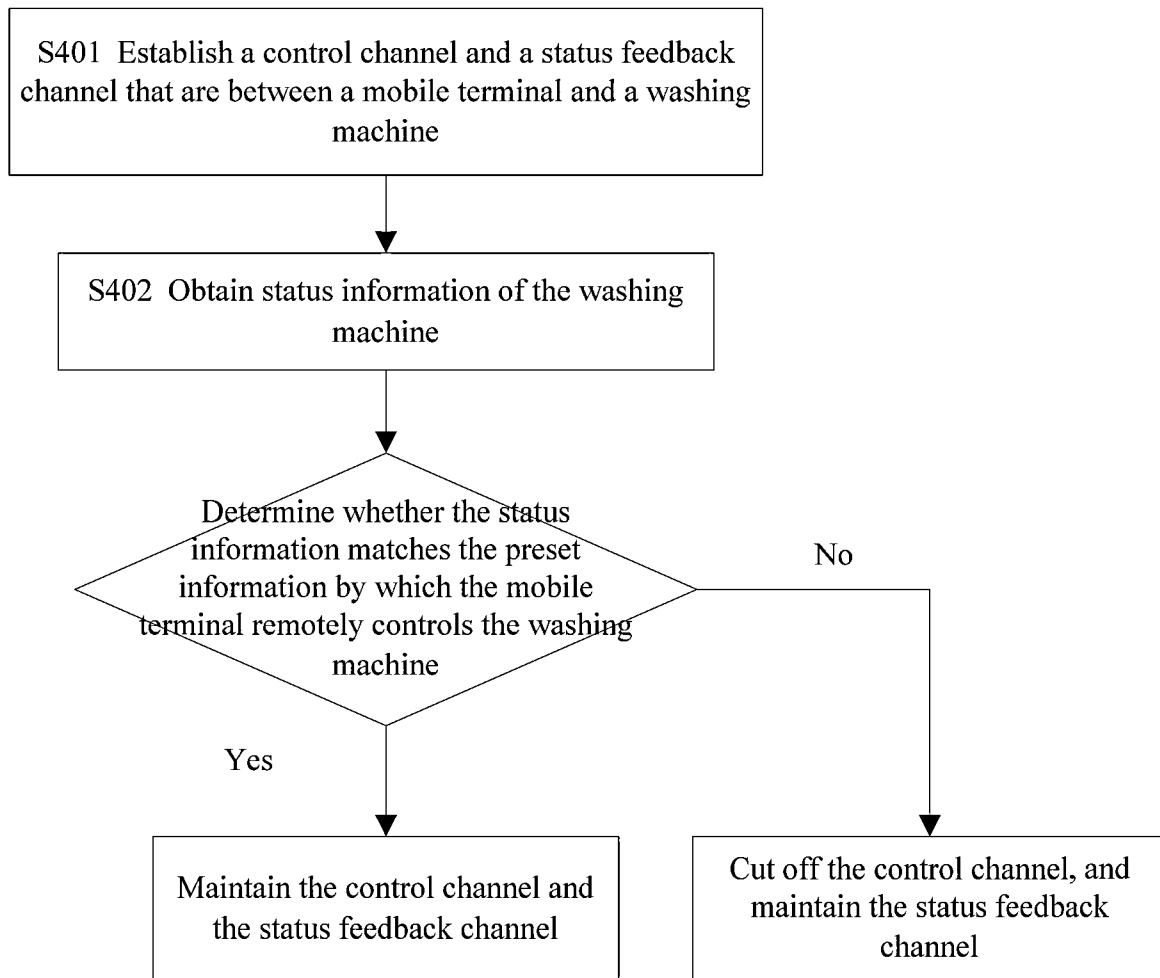 S401 Establish a control channel and a status feedback
channel that are between a mobile terminal and a washing
machine
S402 Obtain status information of the washing
machine
Determine whether the status
information matches the preset
information by which the mobile
terminal remotely controls the washing
machine
No
Yes
Maintain the control channel and
the status feedback channel
Cut off the control channel, and
maintain the status feedback
channel